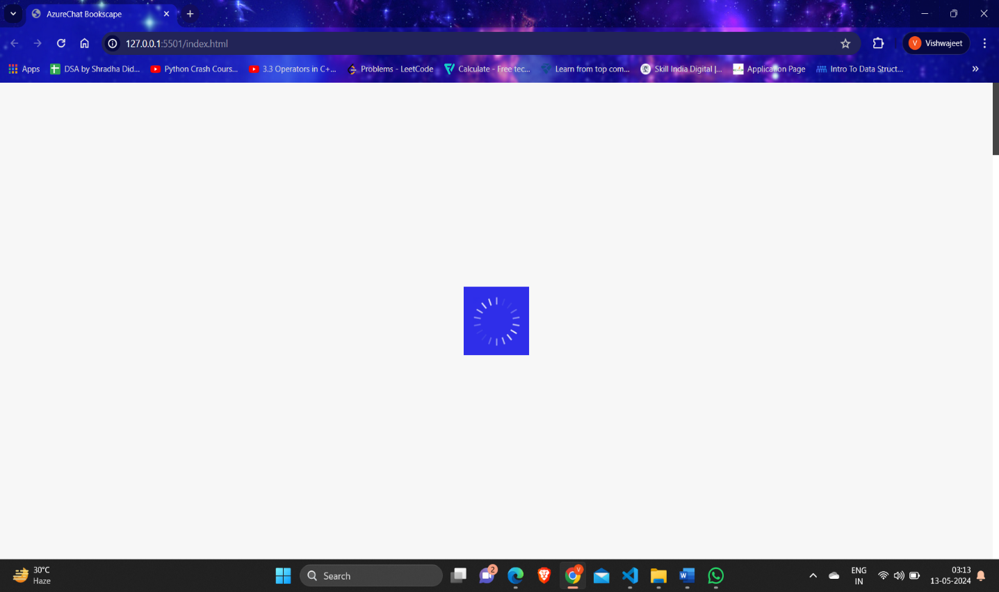 AzureChat Bookscape
127.0.0.1:5501/index.html
V Vishwajeet
Apps DSA by Shradha Did... Python Crash Cours... 3.3 Operators in C+... Problems - LeetCode Calculate - Free tec... Learn from top com... Skill India Digital |... Application Page Intro To Data Struct... »
30°C
Haze
Search
2
V
W
ENG
IN
03:13
13-05-2024